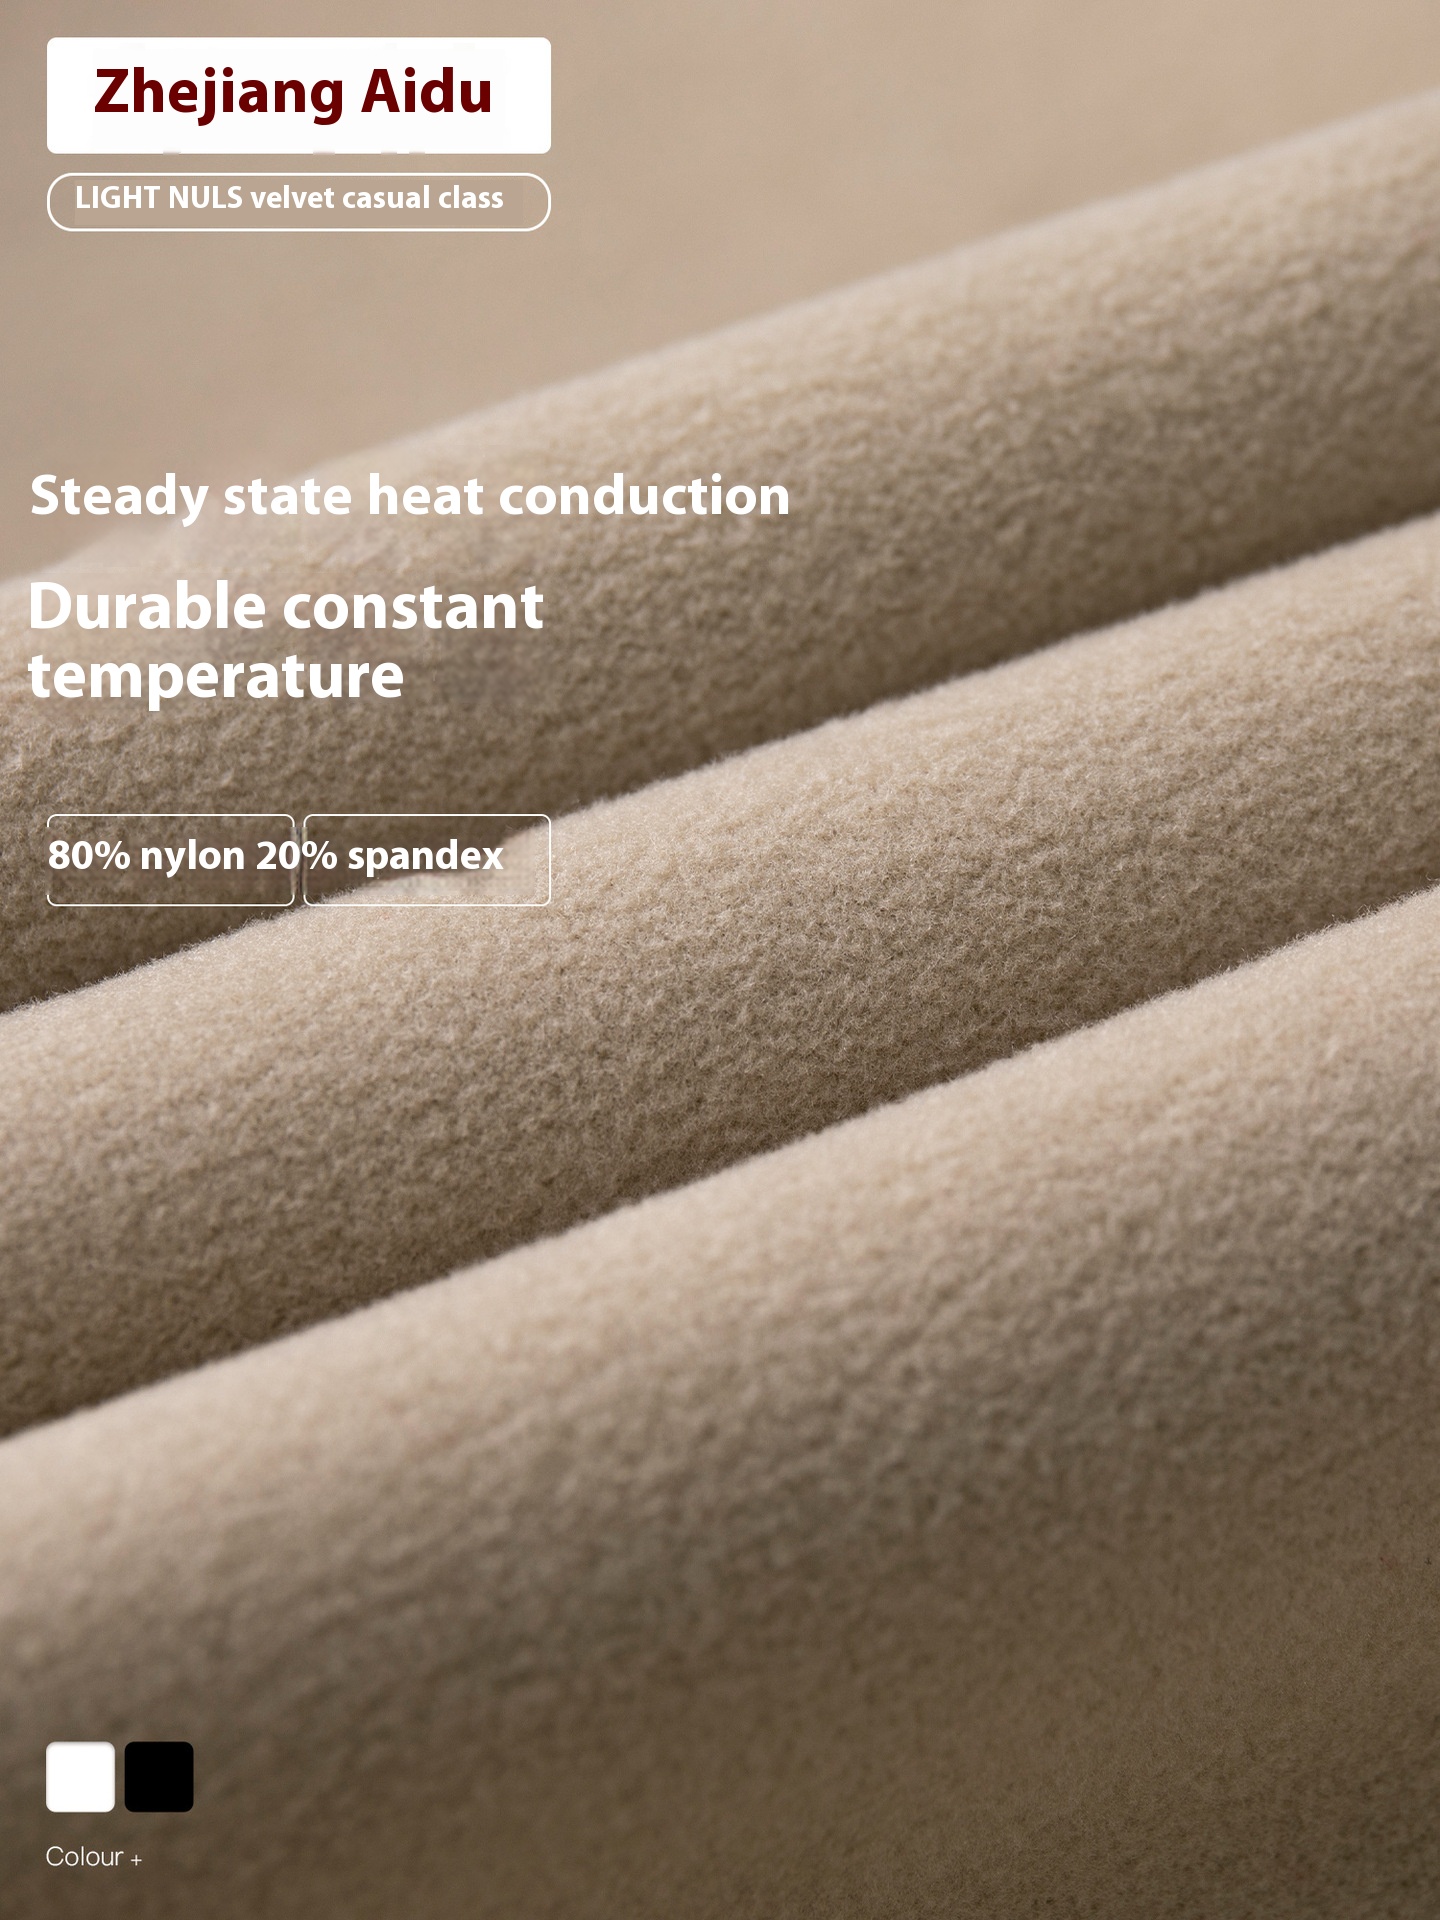 Zhejiang Aidu
LIGHT NULS velvet casual class
Steady state heat conduction
Durable constant
temperature
80% nylon 20% spandex
Colour +